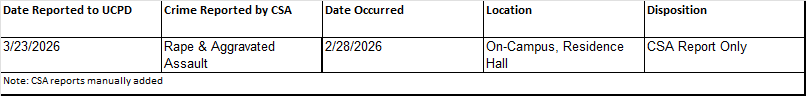 Date Reported to UCPD Crime Reported by CSA Date Occurred Location Disposition
3/23/2026 Rape & Aggravated 2/28/2026 On-Campus, Residence CSA Report Only
Assault Hall
Note: CSA reports manually added